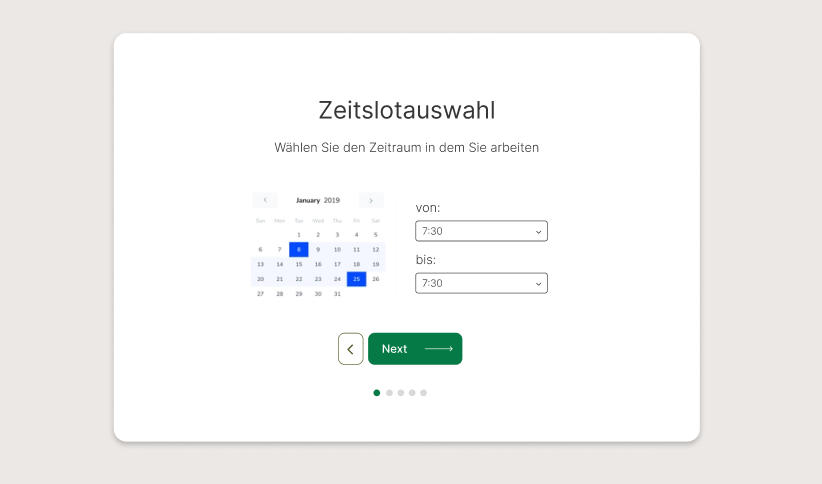 Zeitslotauswahl
Wählen Sie den Zeitraum in dem Sie arbeiten
January 2019
Sun Mon Tue Wed Thu Fri Sat
1 2 3 4 5
6 7 8 9 10 11 12
13 14 15 16 17 18 19
20 21 22 23 24 25 26
27 28 29 30 31
von:
7:30
bis:
7:30
Next